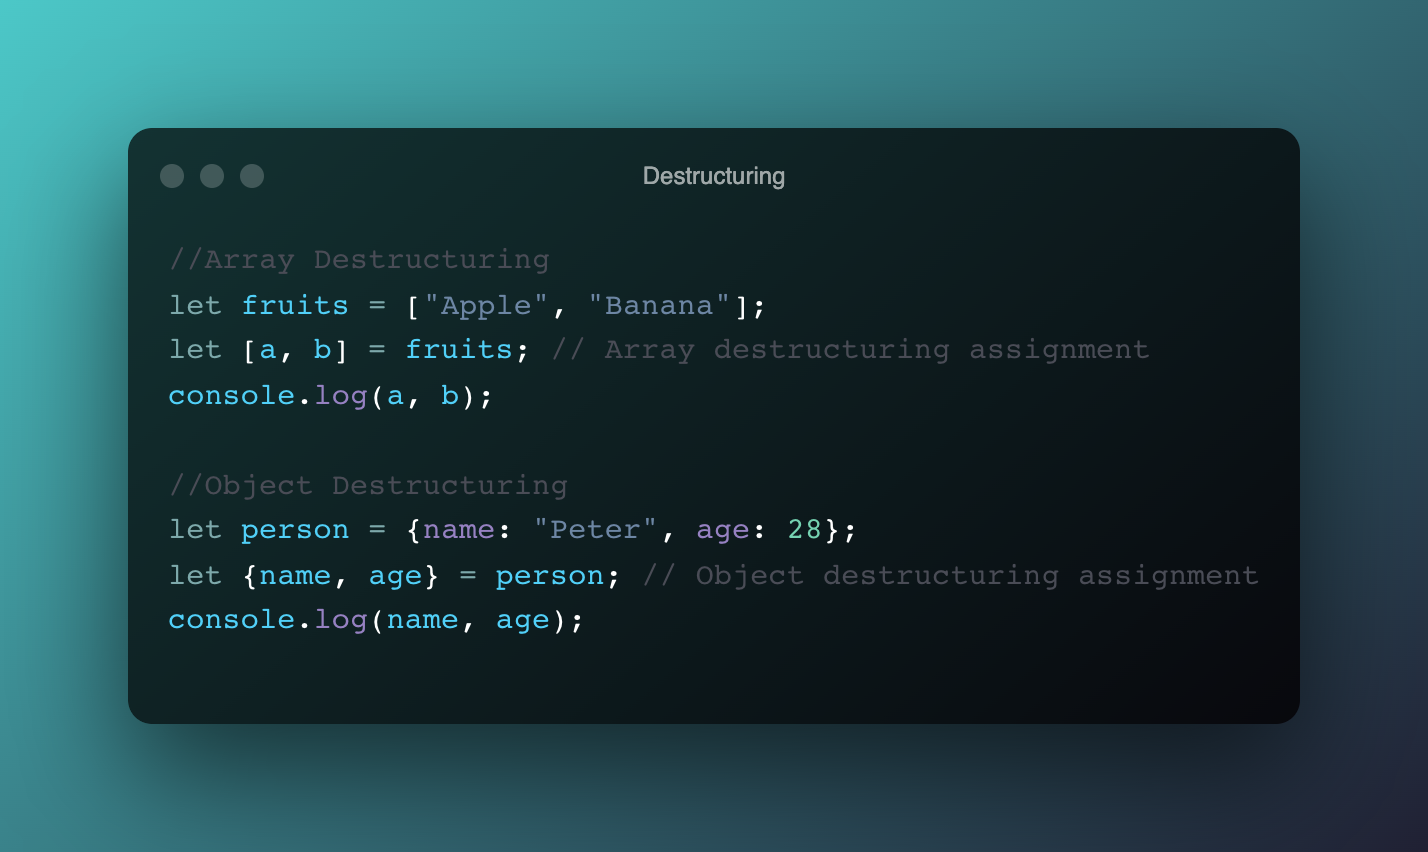 Destructuring
//Array Destructuring
let fruits = ["Apple", "Banana"];
let [a, b] = fruits; // Array destructuring assignment
console.log(a, b);
//Object Destructuring
let person = {name: "Peter", age: 28};
let {name, age} = person; // Object destructuring assignment
console.log(name, age);